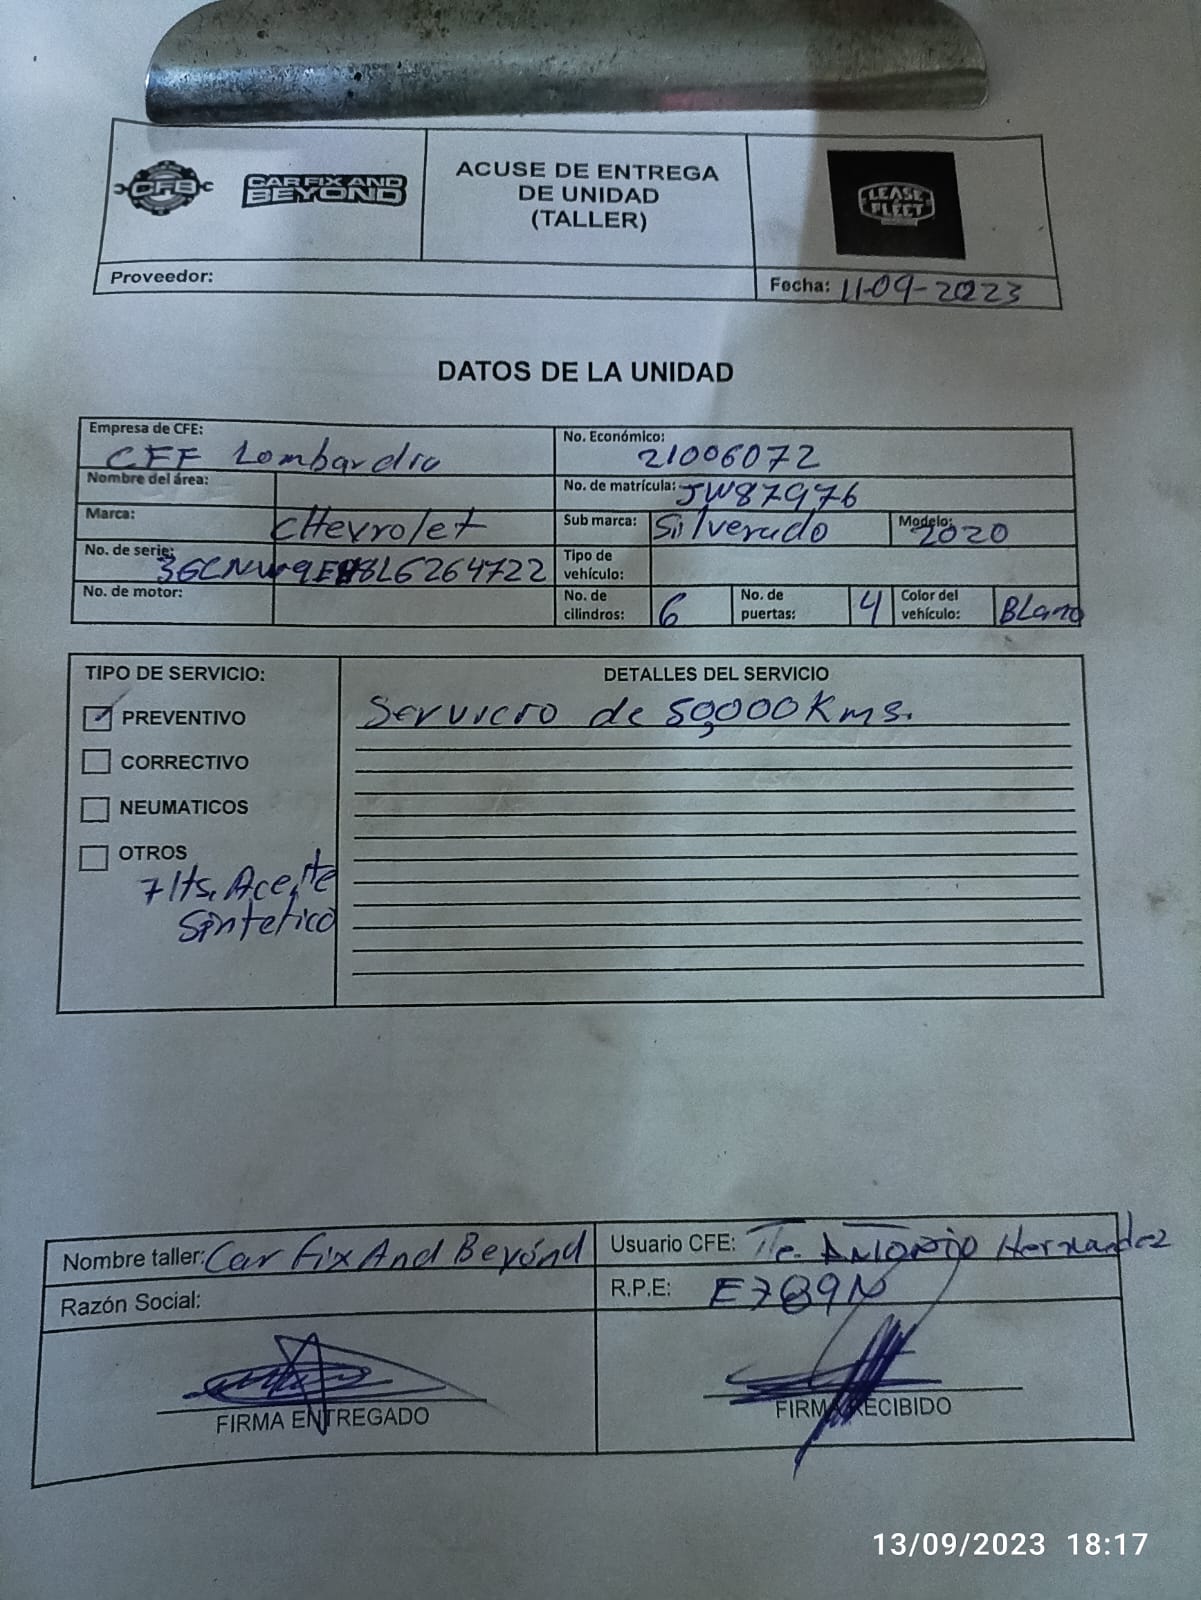 CFB CAR FIX AND BEYOND
ACUSE DE ENTREGA
DE UNIDAD
(TALLER)
LEASE & FLEET
Proveedor:
Fecha: 11-09-2023
DATOS DE LA UNIDAD
Empresa de CFE: CFE Lombardia
No. Económico: 21006072
Nombre del área:
No. de matrícula: JW87976
Marca: CHevrolet
Sub marca: Silverado
Modelo: 2020
No. de serie: 3GCNW9EH8LG264722
Tipo de vehículo:
No. de motor:
No. de cilindros: 6
No. de puertas: 4
Color del vehículo: BLanco
TIPO DE SERVICIO:
DETALLES DEL SERVICIO
PREVENTIVO
Servicio de 50,000 Kms.
CORRECTIVO
NEUMATICOS
OTROS
7 lts. Aceite
Sintetico
Nombre taller: Car Fix And Beyond
Usuario CFE: ANTONIO Hernandez
Razón Social:
R.P.E: E789N
FIRMA ENTREGADO
FIRMA RECIBIDO
13/09/2023 18:17